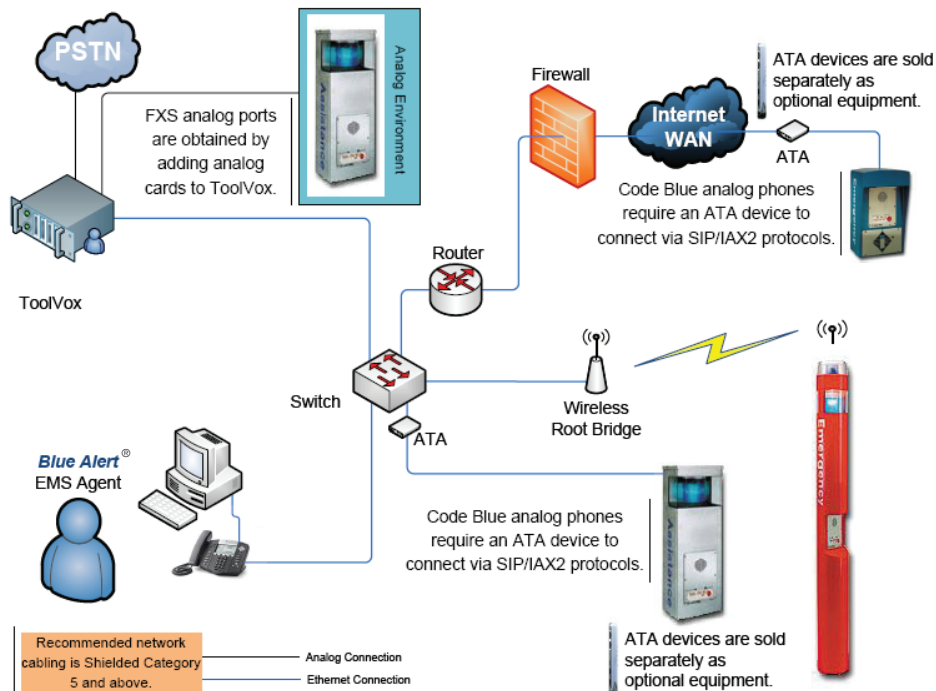 PSTN
FXS analog ports
are obtained by
adding analog
cards to ToolVox.
Assistance
Analog Environment
Firewall
Internet
WAN
ATA devices are sold
separately as
optional equipment.
ATA
Code Blue analog phones
require an ATA device to
connect via SIP/IAX2 protocols.
Emergency
ToolVox
Router
Switch
ATA
Wireless
Root Bridge
Emergency
Blue Alert®
EMS Agent
Code Blue analog phones
require an ATA device to
connect via SIP/IAX2 protocols.
Assistance
ATA devices are sold
separately as
optional equipment.
Recommended network
cabling is Shielded Category
5 and above.
Analog Connection
Ethernet Connection